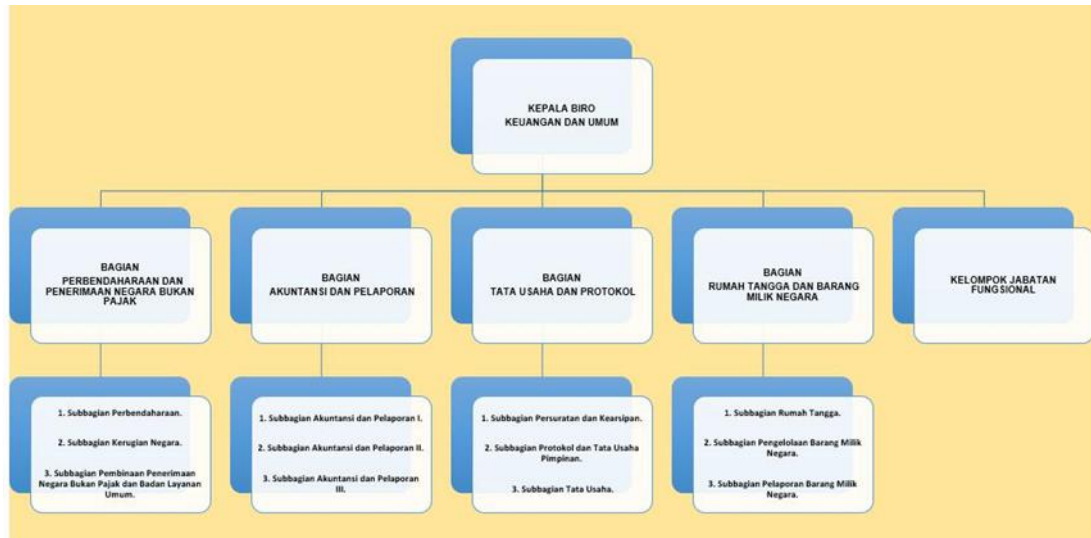 KEPALA BIRO
KEUANGAN DAN UMUM
BAGIAN
PERBENDAHARAAN DAN
PENERIMAAN NEGARA BUKAN
PAJAK
BAGIAN
AKUNTANSI DAN PELAPORAN
BAGIAN
TATA USAHA DAN PROTOKOL
BAGIAN
RUMAH TANGGA DAN BARANG
MILIK NEGARA
KELOMPOK JABATAN
FUNGSIONAL
1. Subbagian Perbendaharaan.
2. Subbagian Kerugian Negara.
3. Subbagian Pembinaan Penerimaan
Negara Bukan Pajak dan Badan Layanan
Umum.
1. Subbagian Akuntansi dan Pelaporan I.
2. Subbagian Akuntansi dan Pelaporan II.
3. Subbagian Akuntansi dan Pelaporan
III.
1. Subbagian Persuratan dan Kearsipan.
2. Subbagian Protokol dan Tata Usaha
Pimpinan.
3. Subbagian Tata Usaha.
1. Subbagian Rumah Tangga.
2. Subbagian Pengelolaan Barang Milik
Negara.
3. Subbagian Pelaporan Barang Milik
Negara.